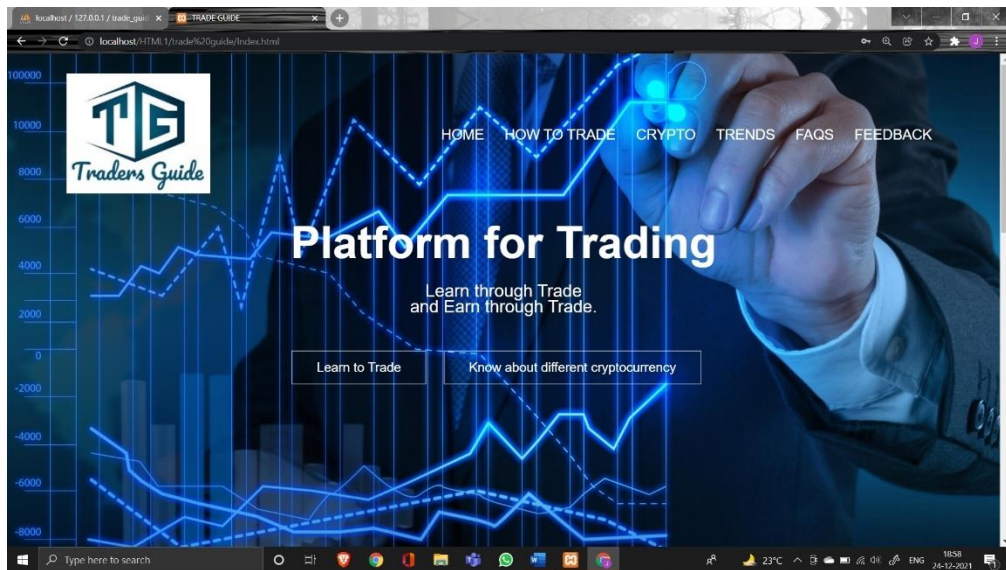 localhost / 127.0.0.1 / trade_guid
TRADE GUIDE
localhost/HTML1/trade%20guide/Index.html
J
TG
Traders Guide
HOME HOW TO TRADE CRYPTO TRENDS FAQS FEEDBACK
100000
10000
8000
6000
4000
2000
0
-2000
-4000
-6000
-8000
Platform for Trading
Learn through Trade
and Earn through Trade.
Learn to Trade Know about different cryptocurrency
Type here to search
23°C ENG 18:58
24-12-2021